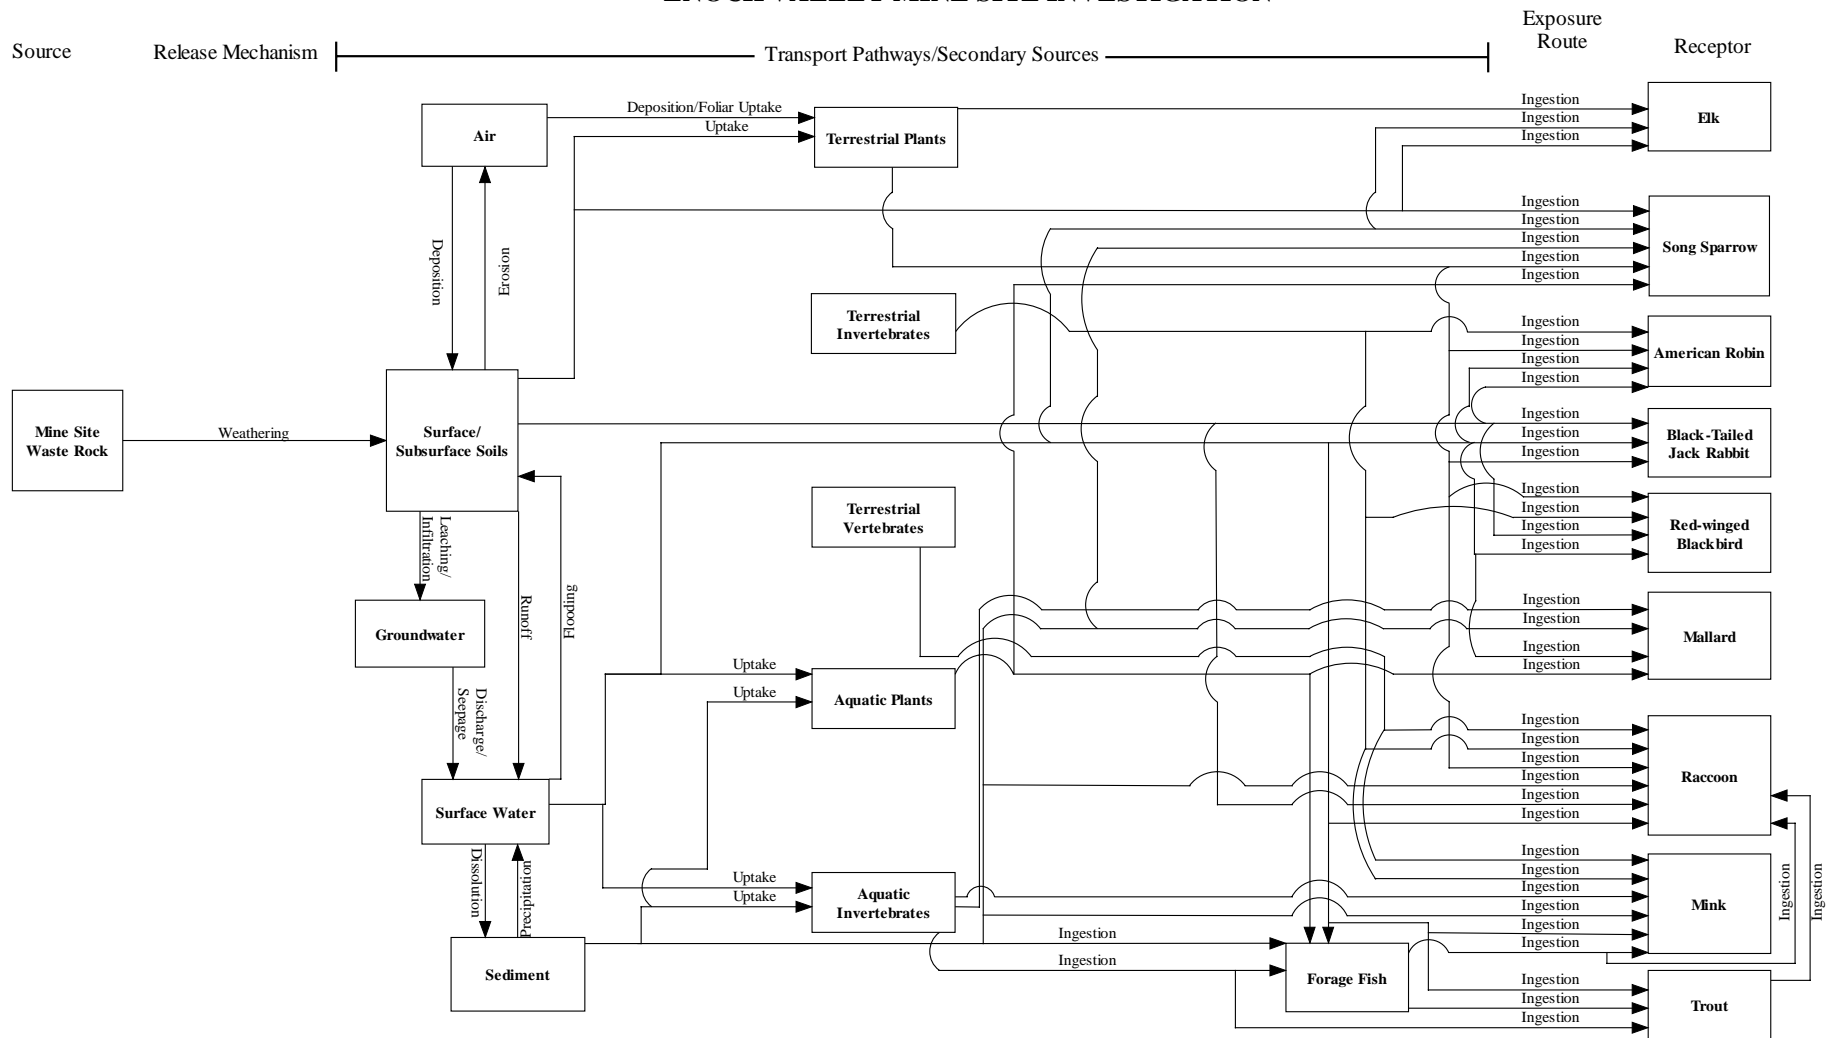 ENOCH VALLEY MINE SITE INVESTIGATION
Source
Release Mechanism
Transport Pathways/Secondary Sources
Exposure
Route
Receptor
Air
Deposition/Foliar Uptake
Uptake
Terrestrial Plants
Ingestion
Ingestion
Ingestion
Elk
Deposition
Erosion
Ingestion
Ingestion
Ingestion
Ingestion
Ingestion
Song Sparrow
Terrestrial
Invertebrates
Ingestion
Ingestion
Ingestion
Ingestion
American Robin
Mine Site
Waste Rock
Weathering
Surface/
Subsurface Soils
Ingestion
Ingestion
Ingestion
Black-Tailed
Jack Rabbit
Terrestrial
Vertebrates
Ingestion
Ingestion
Ingestion
Ingestion
Red-winged
Blackbird
Leaching/
Infiltration
Runoff
Flooding
Groundwater
Ingestion
Ingestion
Ingestion
Ingestion
Mallard
Discharge/
Seepage
Uptake
Uptake
Aquatic Plants
Ingestion
Ingestion
Ingestion
Ingestion
Ingestion
Ingestion
Raccoon
Surface Water
Dissolution
Precipitation
Uptake
Uptake
Aquatic
Invertebrates
Ingestion
Ingestion
Ingestion
Ingestion
Ingestion
Ingestion
Mink
Ingestion
Ingestion
Sediment
Ingestion
Ingestion
Forage Fish
Ingestion
Ingestion
Ingestion
Trout